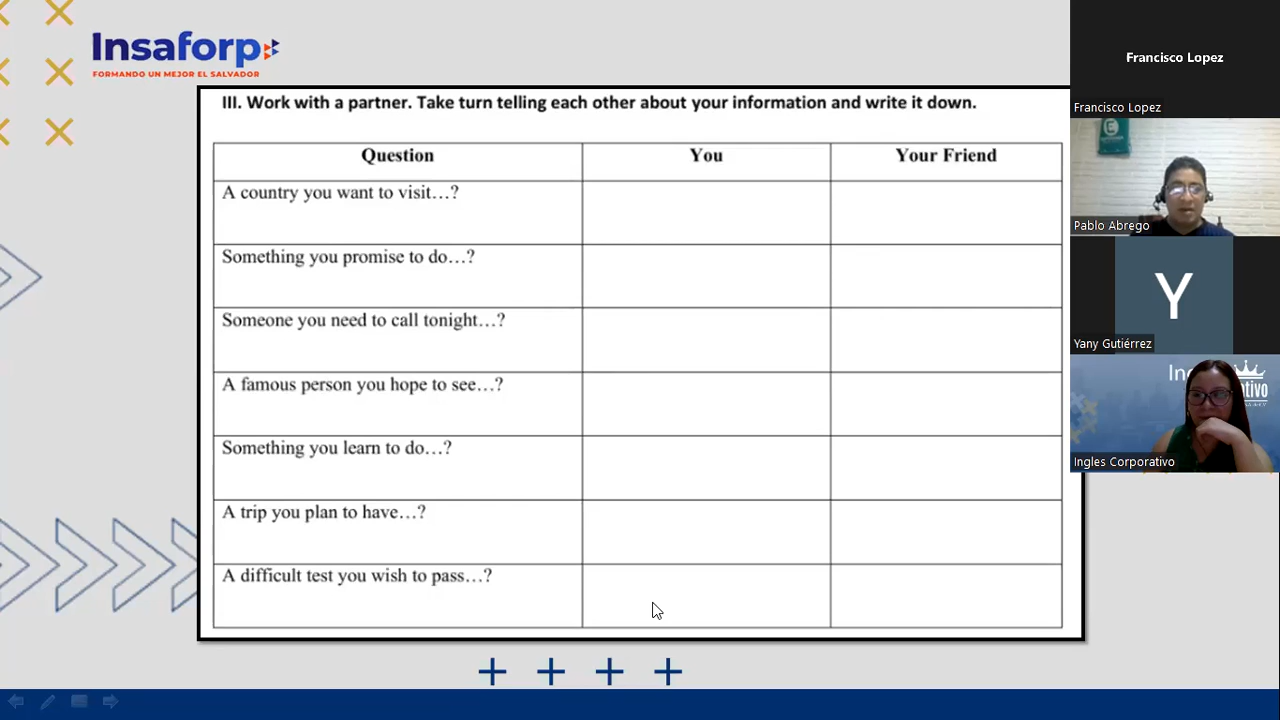 Insaforp
FORMANDO UN MEJOR EL SALVADOR
III. Work with a partner. Take turn telling each other about your information and write it down.
Question You Your Friend
A country you want to visit...?
Something you promise to do...?
Someone you need to call tonight...?
A famous person you hope to see...?
Something you learn to do...?
A trip you plan to have...?
A difficult test you wish to pass...?
Francisco Lopez
Francisco Lopez
Pablo Abrego
Y
Yany Gutiérrez
Ingles Corporativo